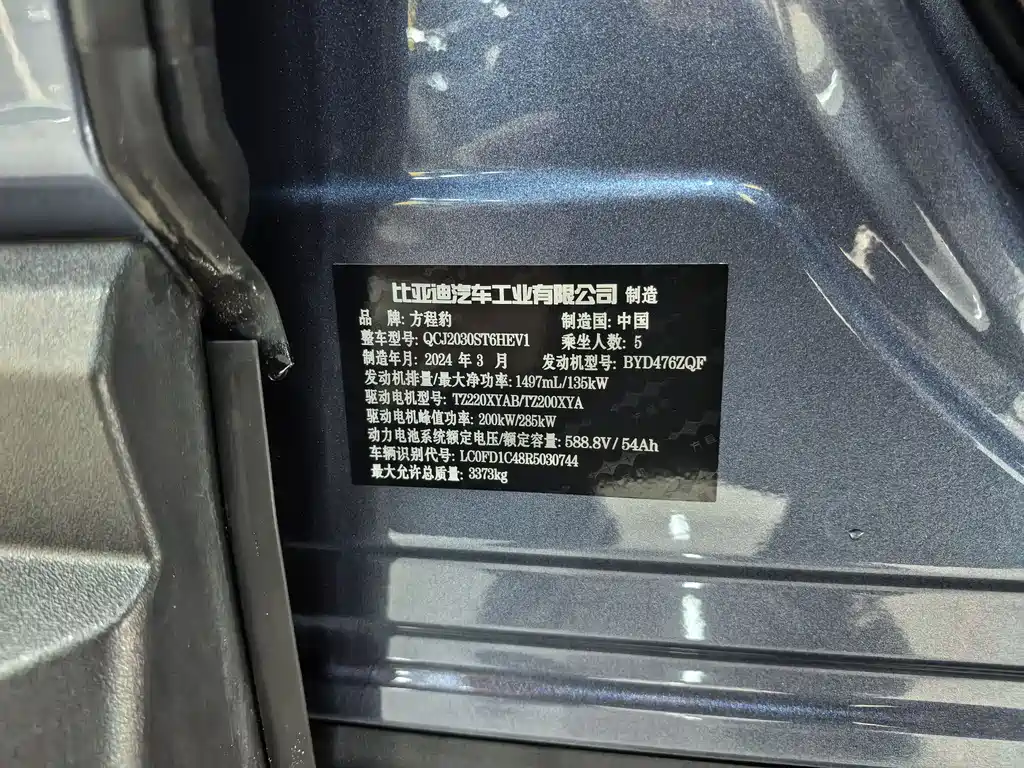 比亚迪汽车工业有限公司 制造
品 牌: 方程豹 制造国: 中国
整车型号: QCJ2030ST6HEV1 乘坐人数: 5
制造年月: 2024 年 3 月 发动机型号: BYD476ZQF
发动机排量/最大净功率: 1497mL/135kW
驱动电机型号: TZ220XYAB/TZ200XYA
驱动电机峰值功率: 200kW/285kW
动力电池系统额定电压/额定容量: 588.8V/ 54Ah
车辆识别代号: LC0FD1C48R5030744
最大允许总质量: 3373kg